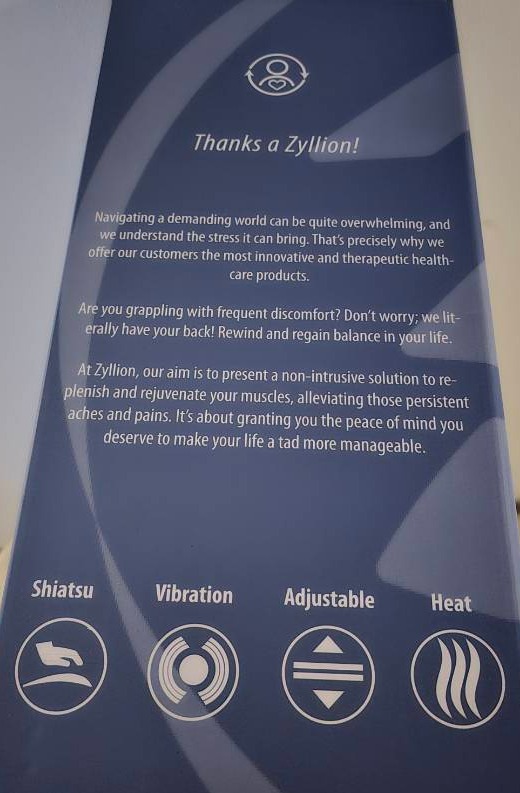 Thanks a Zyllion!
Navigating a demanding world can be quite overwhelming, and
we understand the stress it can bring. That's precisely why we
offer our customers the most innovative and therapeutic health-
care products.
Are you grappling with frequent discomfort? Don't worry; we lit-
erally have your back! Rewind and regain balance in your life.
At Zyllion, our aim is to present a non-intrusive solution to re-
plenish and rejuvenate your muscles, alleviating those persistent
aches and pains. It's about granting you the peace of mind you
deserve to make your life a tad more manageable.
Shiatsu Vibration Adjustable Heat